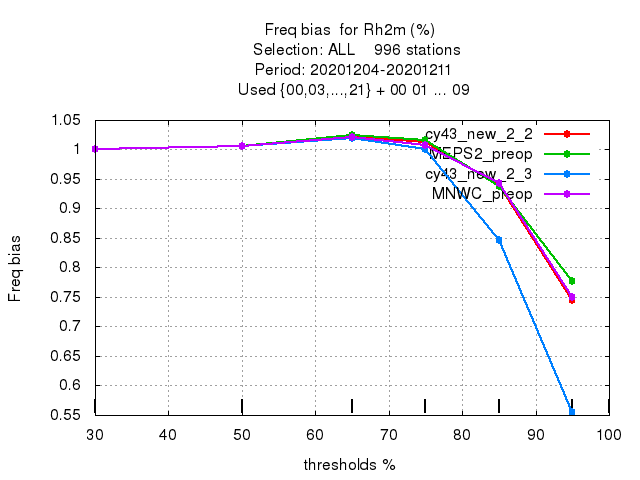 Freq bias  for Rh2m (%)
Selection: ALL    996 stations
Period: 20201204-20201211
Used {00,03,...,21} + 00 01 ... 09
1.05
1
0.95
0.9
0.85
0.8
0.75
0.7
0.65
0.6
0.55
Freq bias
cy43_new_2_2
MEPS2_preop
cy43_new_2_3
MNWC_preop
30 40 50 60 70 80 90 100
thresholds %